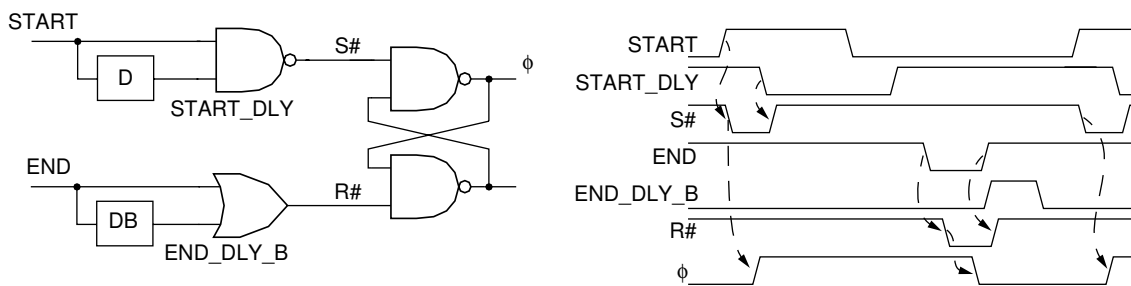 START
D
START_DLY
S#
ϕ
END
DB
END_DLY_B
R#
START
START_DLY
S#
END
END_DLY_B
R#
ϕ